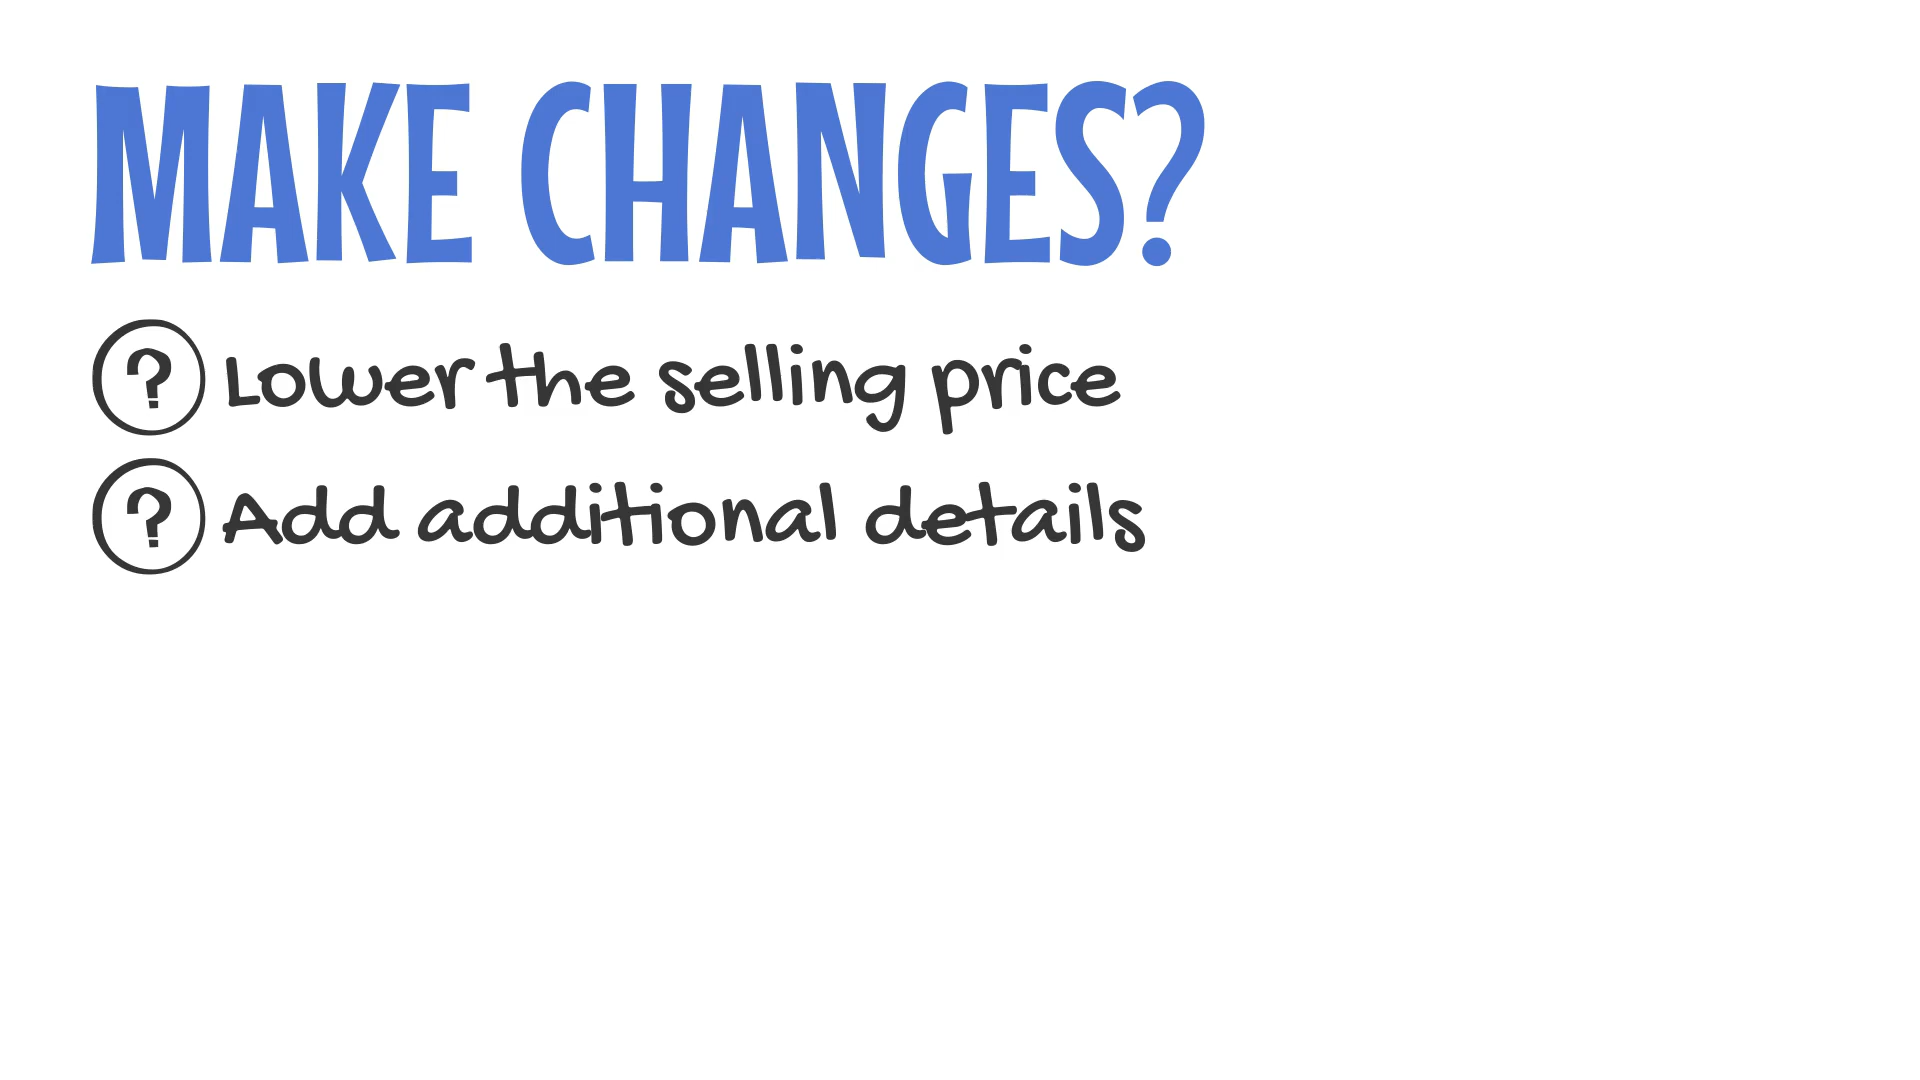 MAKE CHANGES?
? Lower the selling price
? Add additional details